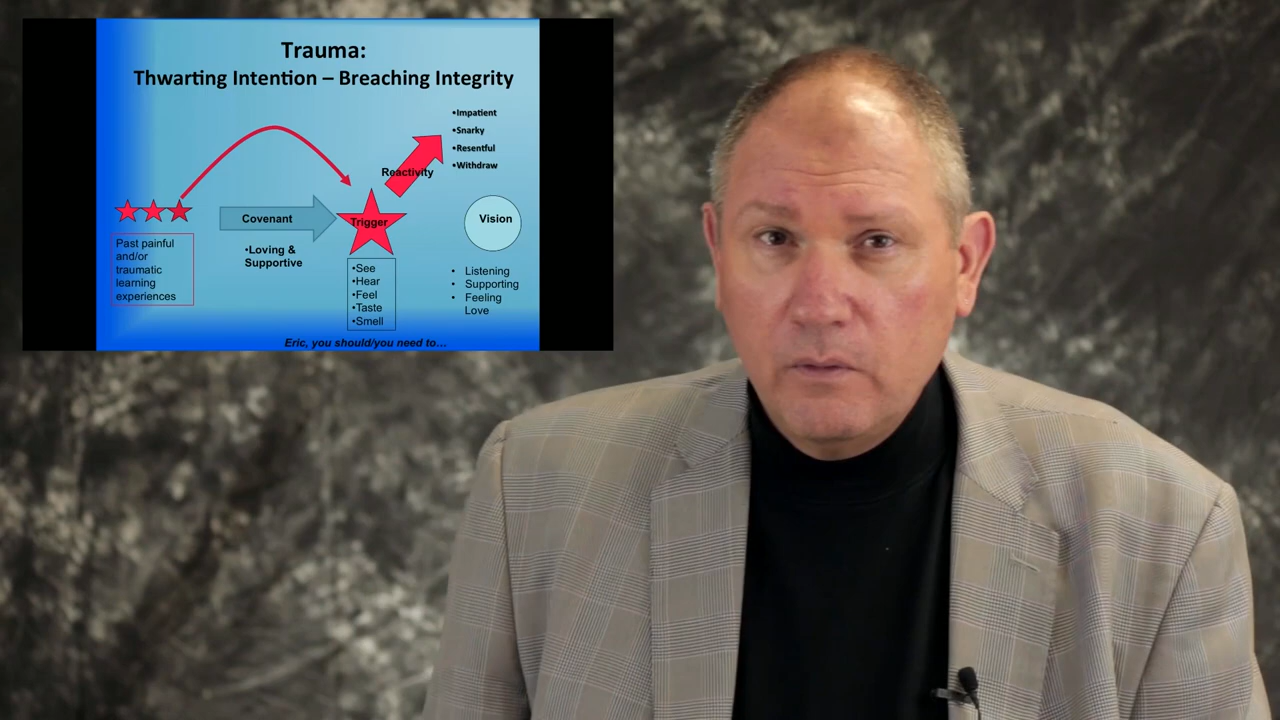 Trauma:
Thwarting Intention – Breaching Integrity
•Impatient
•Snarky
•Resentful
•Withdraw
Reactivity
Covenant
Trigger
Vision
Past painful
and/or
traumatic
learning
experiences
•Loving &
Supportive
•See
•Hear
•Feel
•Taste
•Smell
• Listening
• Supporting
• Feeling
Love
Eric, you should/you need to…